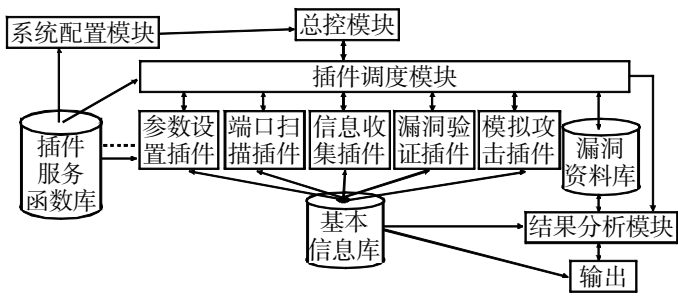 系统配置模块
总控模块
插件调度模块
插件
服务
函数库
参数设
置插件
端口扫
描插件
信息收
集插件
漏洞验
证插件
模拟攻
击插件
漏洞
资料库
基本
信息库
结果分析模块
输出